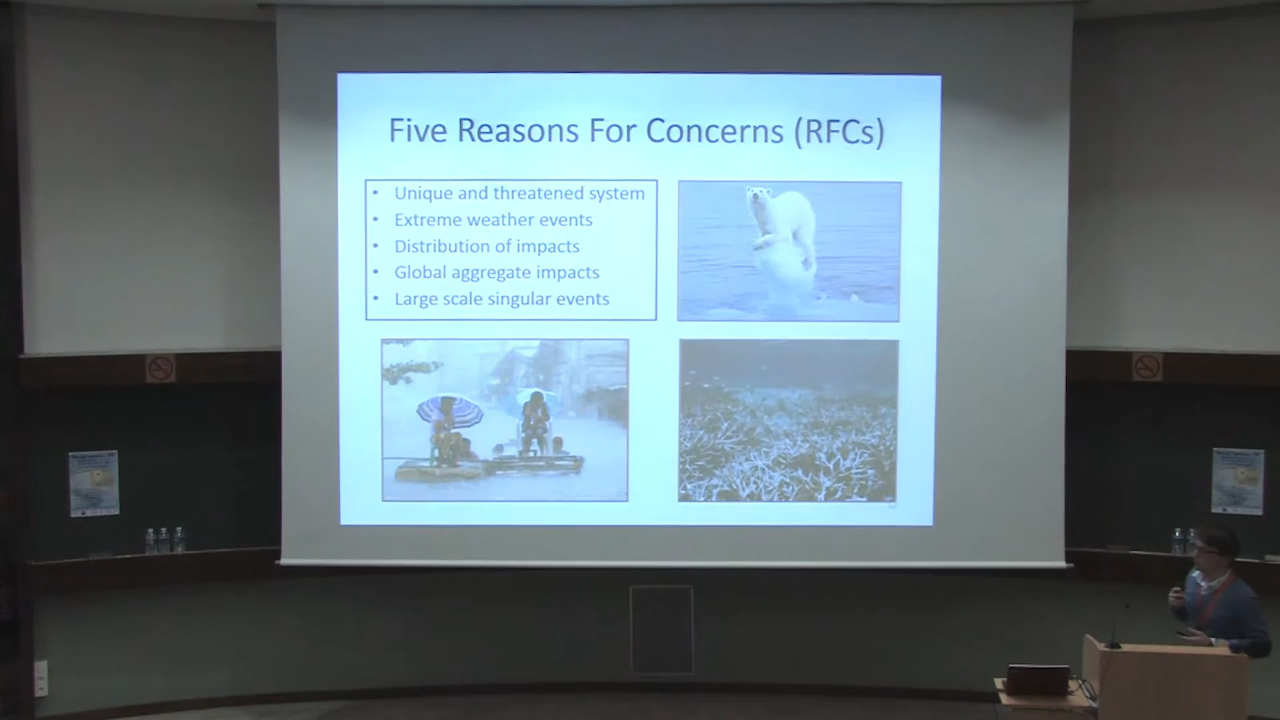 Five Reasons For Concerns (RFCs)
• Unique and threatened system
• Extreme weather events
• Distribution of impacts
• Global aggregate impacts
• Large scale singular events